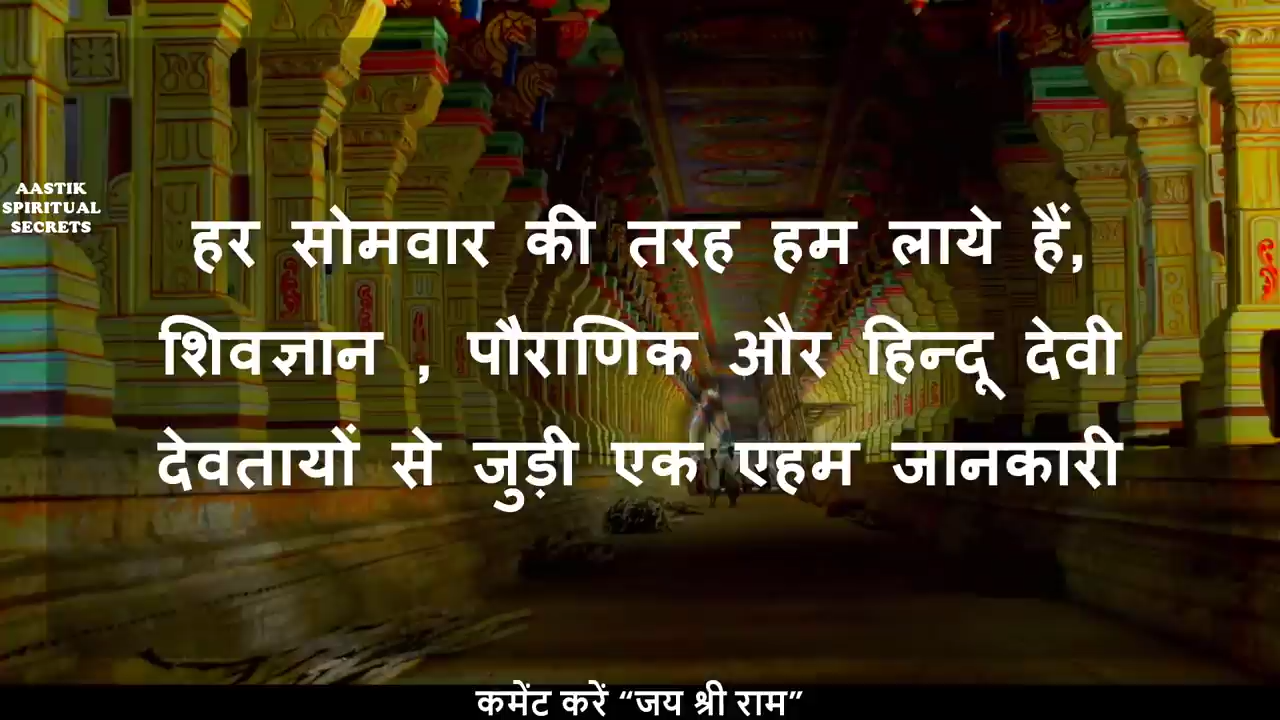 AASTIK
SPIRITUAL
SECRETS
हर सोमवार की तरह हम लाये हैं,
शिवज्ञान , पौराणिक और हिन्दू देवी
देवतायों से जुड़ी एक एहम जानकारी
कमेंट करें “जय श्री राम”